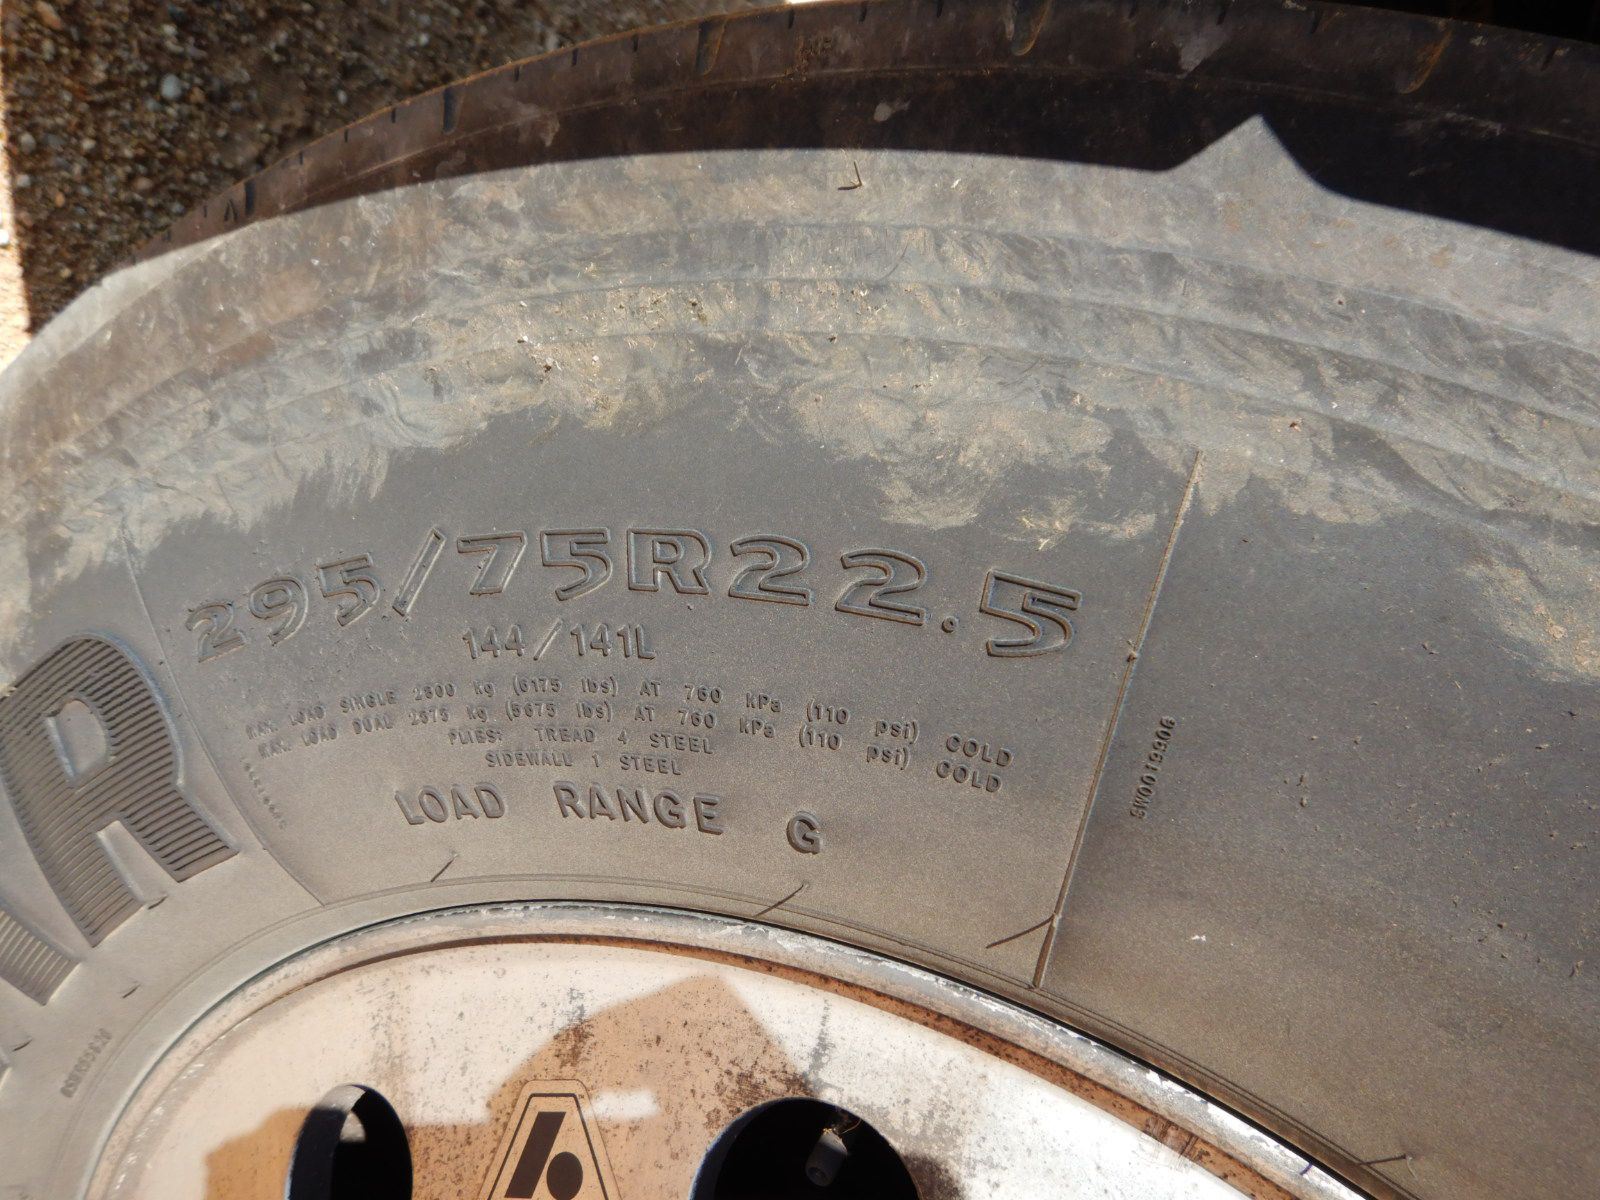 295/75R22.5
144/141L
MAX. LOAD SINGLE 2800 kg (6175 lbs) AT 760 kPa (110 psi) COLD
MAX. LOAD DUAL 2575 kg (5675 lbs) AT 760 kPa (110 psi) COLD
PLIES: TREAD 4 STEEL
SIDEWALL 1 STEEL
LOAD RANGE G
R